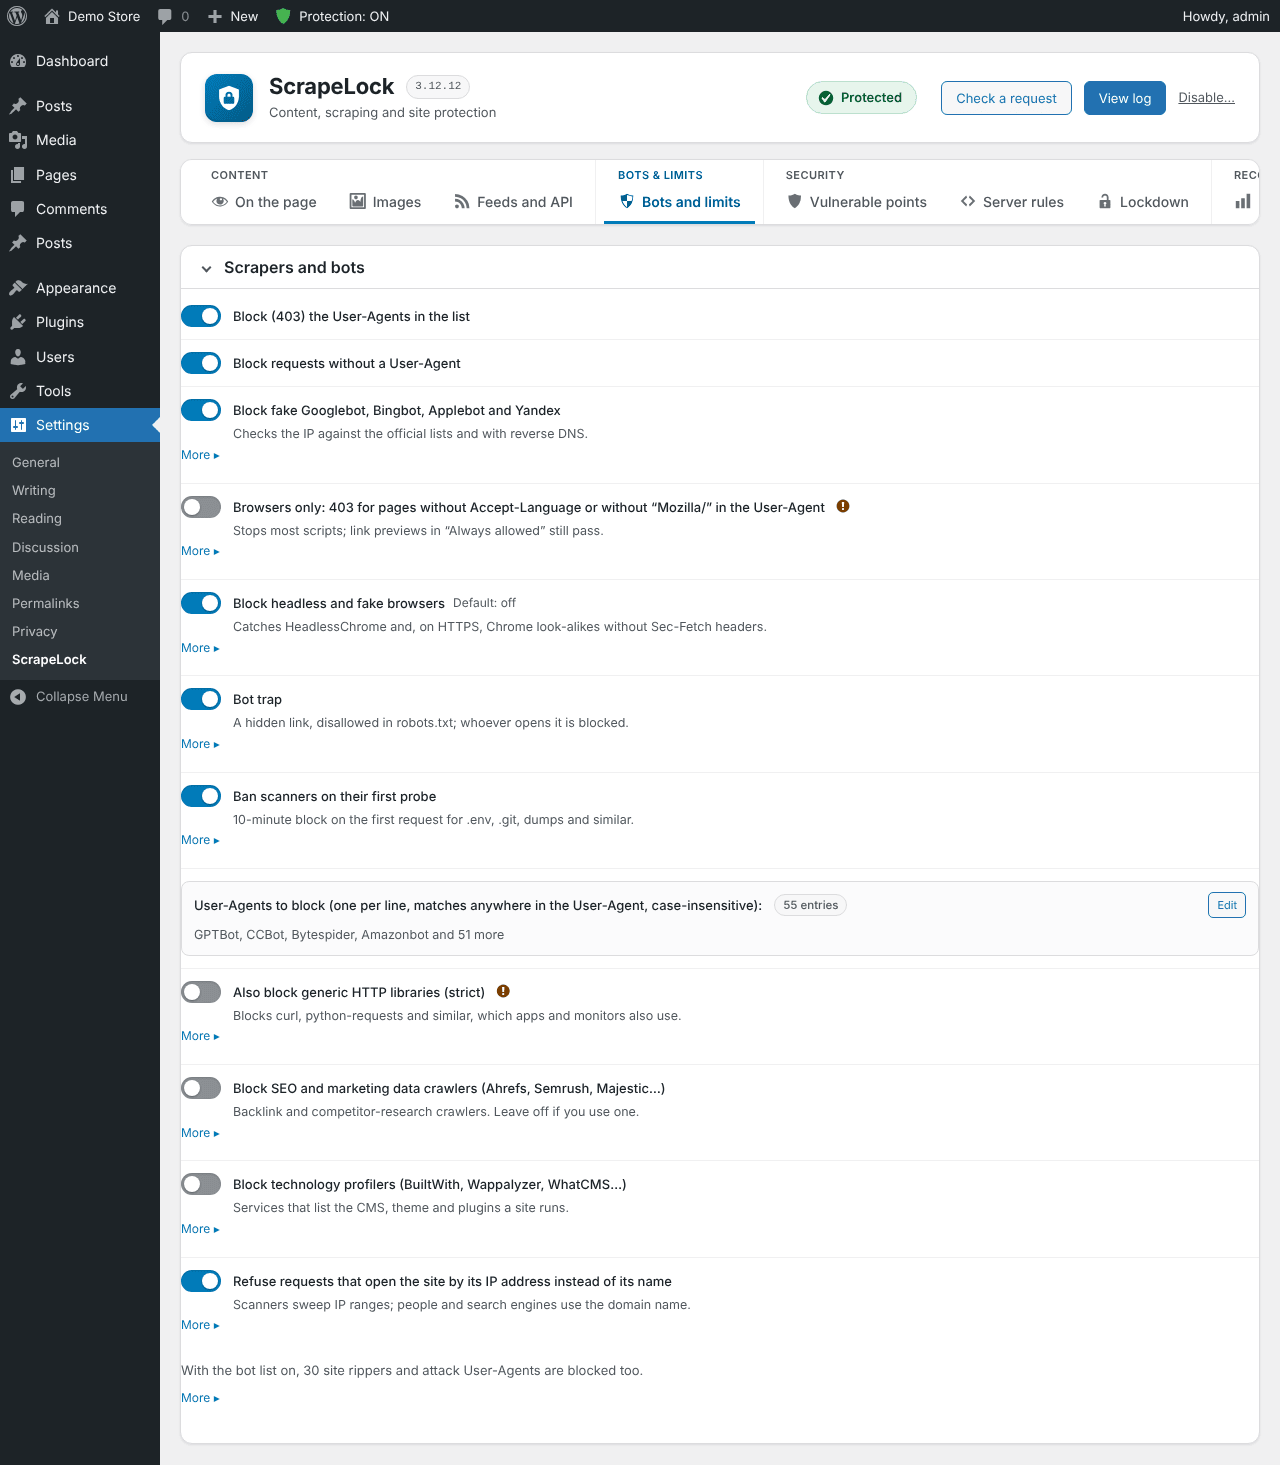 Demo Store
0
New
Protection: ON
Howdy, admin
Dashboard
Posts
Media
Pages
Comments
Posts
Appearance
Plugins
Users
Tools
Settings
General
Writing
Reading
Discussion
Media
Permalinks
Privacy
ScrapeLock
Collapse Menu
ScrapeLock 3.12.12
Content, scraping and site protection
Protected
Check a request
View log
Disable...
CONTENT
On the page
Images
Feeds and API
BOTS & LIMITS
Bots and limits
SECURITY
Vulnerable points
Server rules
Lockdown
Scrapers and bots
Block (403) the User-Agents in the list
Block requests without a User-Agent
Block fake Googlebot, Bingbot, Applebot and Yandex
Checks the IP against the official lists and with reverse DNS.
More ▸
Browsers only: 403 for pages without Accept-Language or without “Mozilla/” in the User-Agent
Stops most scripts; link previews in “Always allowed” still pass.
More ▸
Block headless and fake browsers Default: off
Catches HeadlessChrome and, on HTTPS, Chrome look-alikes without Sec-Fetch headers.
More ▸
Bot trap
A hidden link, disallowed in robots.txt; whoever opens it is blocked.
More ▸
Ban scanners on their first probe
10-minute block on the first request for .env, .git, dumps and similar.
More ▸
User-Agents to block (one per line, matches anywhere in the User-Agent, case-insensitive): 55 entries
Edit
GPTBot, CCBot, Bytespider, Amazonbot and 51 more
Also block generic HTTP libraries (strict)
Blocks curl, python-requests and similar, which apps and monitors also use.
More ▸
Block SEO and marketing data crawlers (Ahrefs, Semrush, Majestic...)
Backlink and competitor-research crawlers. Leave off if you use one.
More ▸
Block technology profilers (BuiltWith, Wappalyzer, WhatCMS...)
Services that list the CMS, theme and plugins a site runs.
More ▸
Refuse requests that open the site by its IP address instead of its name
Scanners sweep IP ranges; people and search engines use the domain name.
More ▸
With the bot list on, 30 site rippers and attack User-Agents are blocked too.
More ▸